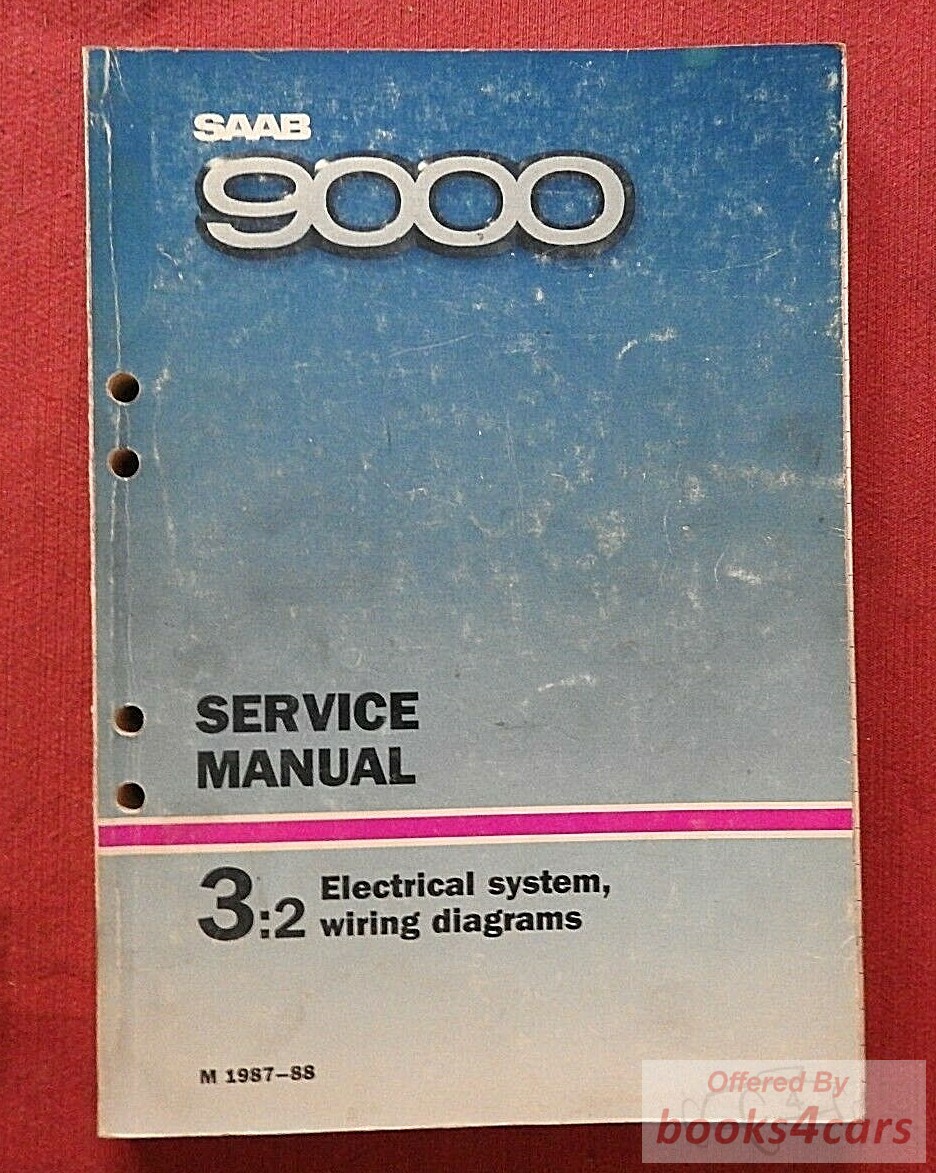 SAAB
9000
SERVICE
MANUAL
3:2 Electrical system,
wiring diagrams
M 1987-88
Offered By
books4cars